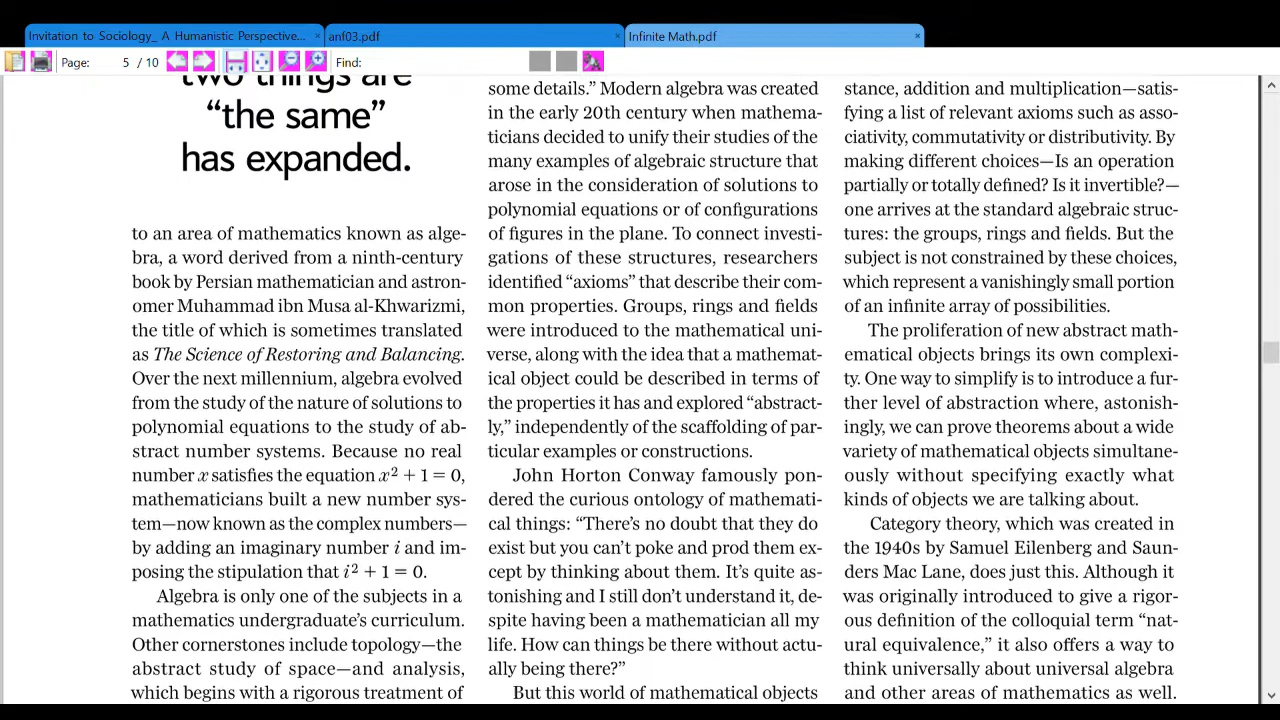 Invitation to Sociology_ A Humanistic Perspective...
anf03.pdf
Infinite Math.pdf
Page: 5 / 10
Find:
two things are
“the same”
has expanded.
to an area of mathematics known as alge-
bra, a word derived from a ninth-century
book by Persian mathematician and astron-
omer Muhammad ibn Musa al-Khwarizmi,
the title of which is sometimes translated
as The Science of Restoring and Balancing.
Over the next millennium, algebra evolved
from the study of the nature of solutions to
polynomial equations to the study of ab-
stract number systems. Because no real
number x satisfies the equation x² + 1 = 0,
mathematicians built a new number sys-
tem—now known as the complex numbers—
by adding an imaginary number i and im-
posing the stipulation that i² + 1 = 0.
Algebra is only one of the subjects in a
mathematics undergraduate’s curriculum.
Other cornerstones include topology—the
abstract study of space—and analysis,
which begins with a rigorous treatment of
some details.” Modern algebra was created
in the early 20th century when mathema-
ticians decided to unify their studies of the
many examples of algebraic structure that
arose in the consideration of solutions to
polynomial equations or of configurations
of figures in the plane. To connect investi-
gations of these structures, researchers
identified “axioms” that describe their com-
mon properties. Groups, rings and fields
were introduced to the mathematical uni-
verse, along with the idea that a mathemat-
ical object could be described in terms of
the properties it has and explored “abstract-
ly,” independently of the scaffolding of par-
ticular examples or constructions.
John Horton Conway famously pon-
dered the curious ontology of mathemati-
cal things: “There’s no doubt that they do
exist but you can’t poke and prod them ex-
cept by thinking about them. It’s quite as-
tonishing and I still don’t understand it, de-
spite having been a mathematician all my
life. How can things be there without actu-
ally being there?”
But this world of mathematical objects
stance, addition and multiplication—satis-
fying a list of relevant axioms such as asso-
ciativity, commutativity or distributivity. By
making different choices—Is an operation
partially or totally defined? Is it invertible?—
one arrives at the standard algebraic struc-
tures: the groups, rings and fields. But the
subject is not constrained by these choices,
which represent a vanishingly small portion
of an infinite array of possibilities.
The proliferation of new abstract math-
ematical objects brings its own complexi-
ty. One way to simplify is to introduce a fur-
ther level of abstraction where, astonish-
ingly, we can prove theorems about a wide
variety of mathematical objects simultane-
ously without specifying exactly what
kinds of objects we are talking about.
Category theory, which was created in
the 1940s by Samuel Eilenberg and Saun-
ders Mac Lane, does just this. Although it
was originally introduced to give a rigor-
ous definition of the colloquial term “nat-
ural equivalence,” it also offers a way to
think universally about universal algebra
and other areas of mathematics as well.